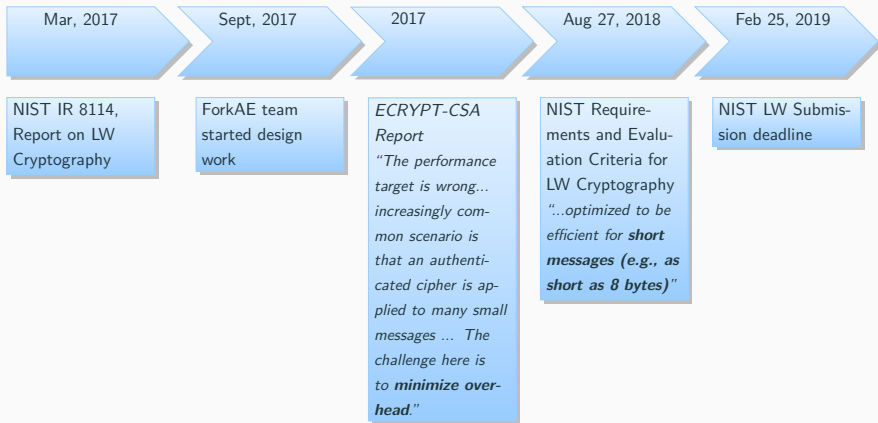 Mar, 2017
Sept, 2017
2017
Aug 27, 2018
Feb 25, 2019
NIST IR 8114,
Report on LW
Cryptography
ForkAE team
started design
work
ECRYPT-CSA
Report
“The performance
target is wrong...
increasingly com-
mon scenario is
that an authenti-
cated cipher is ap-
plied to many small
messages ... The
challenge here is
to minimize over-
head.”
NIST Require-
ments and Evalu-
ation Criteria for
LW Cryptography
“...optimized to be
efficient for short
messages (e.g., as
short as 8 bytes)”
NIST LW Submis-
sion deadline